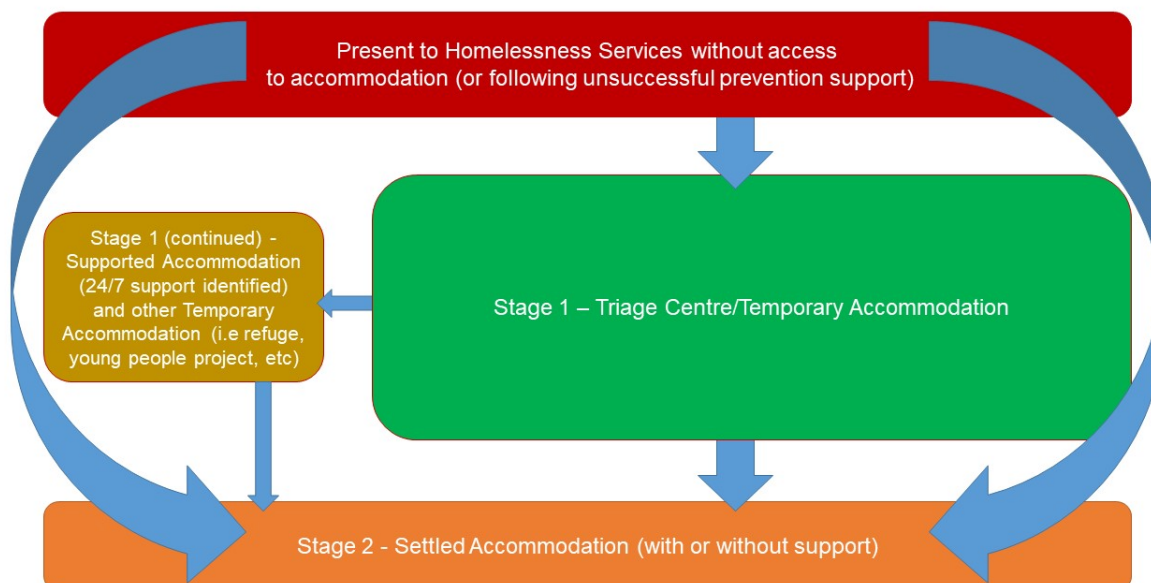 Present to Homelessness Services without access
to accommodation (or following unsuccessful prevention support)
Stage 1 (continued) -
Supported Accommodation
(24/7 support identified)
and other Temporary
Accommodation (i.e refuge,
young people project, etc)
Stage 1 – Triage Centre/Temporary Accommodation
Stage 2 - Settled Accommodation (with or without support)